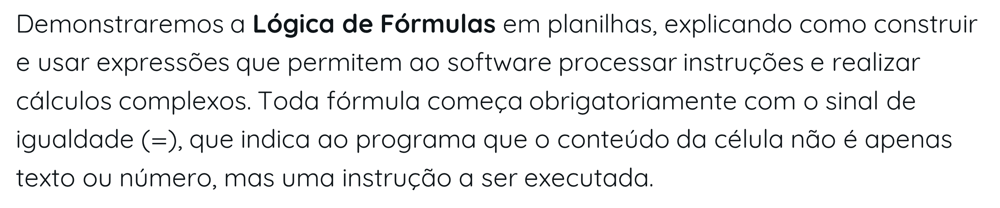 Demonstraremos a Lógica de Fórmulas em planilhas, explicando como construir
e usar expressões que permitem ao software processar instruções e realizar
cálculos complexos. Toda fórmula começa obrigatoriamente com o sinal de
igualdade (=), que indica ao programa que o conteúdo da célula não é apenas
texto ou número, mas uma instrução a ser executada.